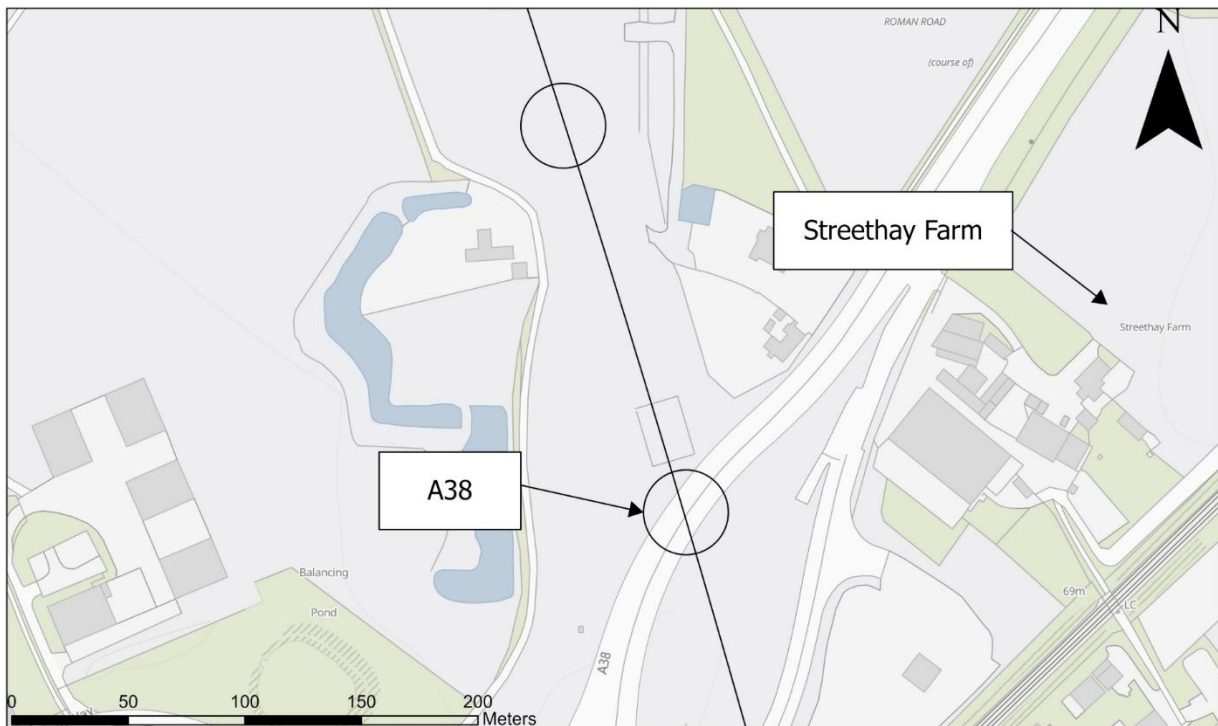 ROMAN ROAD
(course of)
N
Streethay Farm
Streethay Farm
A38
Balancing
Pond
69m
LC
A38
0 50 100 150 200
Meters